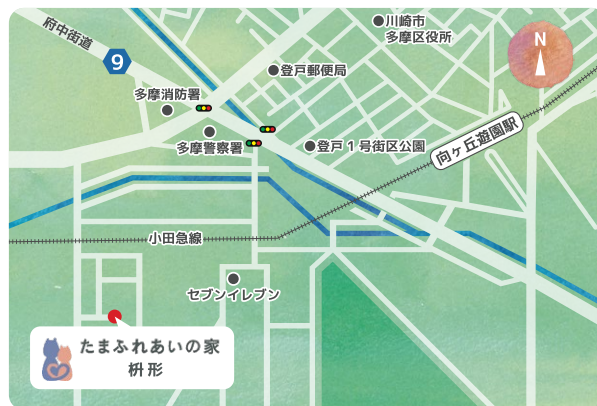 府中街道
9
川崎市
多摩区役所
N
登戸郵便局
多摩消防署
多摩警察署
登戸1号街区公園
向ヶ丘遊園駅
小田急線
セブンイレブン
たまふれあいの家
枡形